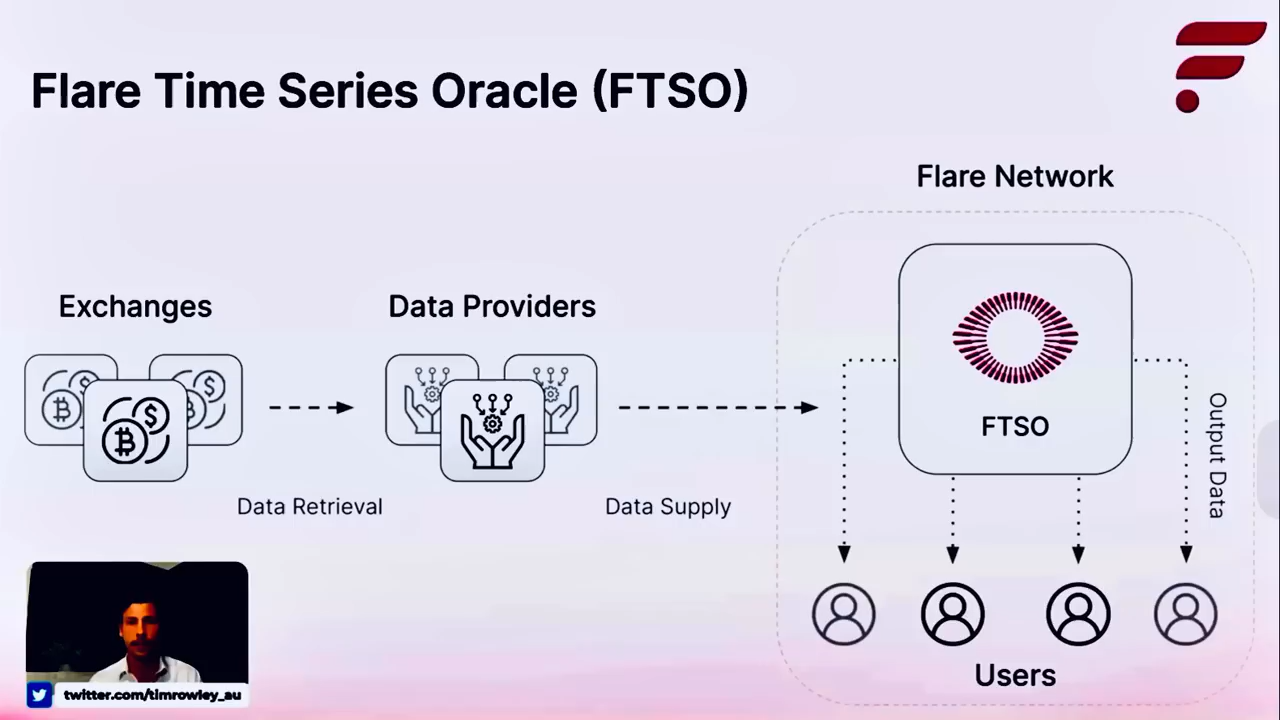 Flare Time Series Oracle (FTSO)
Flare Network
Exchanges
Data Providers
FTSO
Output Data
Data Retrieval
Data Supply
Users
twitter.com/timrowley_au